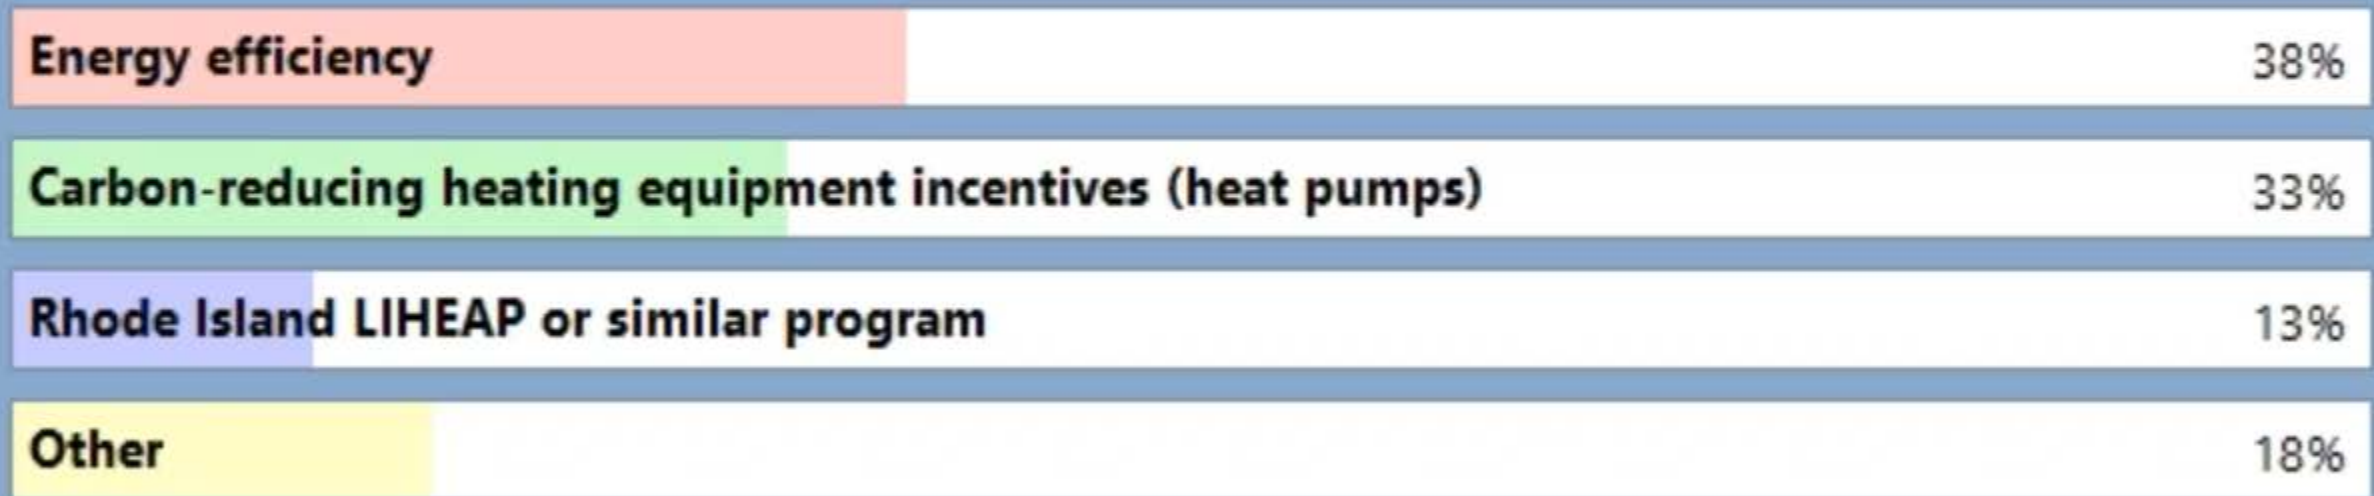 Energy efficiency 38%
Carbon-reducing heating equipment incentives (heat pumps) 33%
Rhode Island LIHEAP or similar program 13%
Other 18%